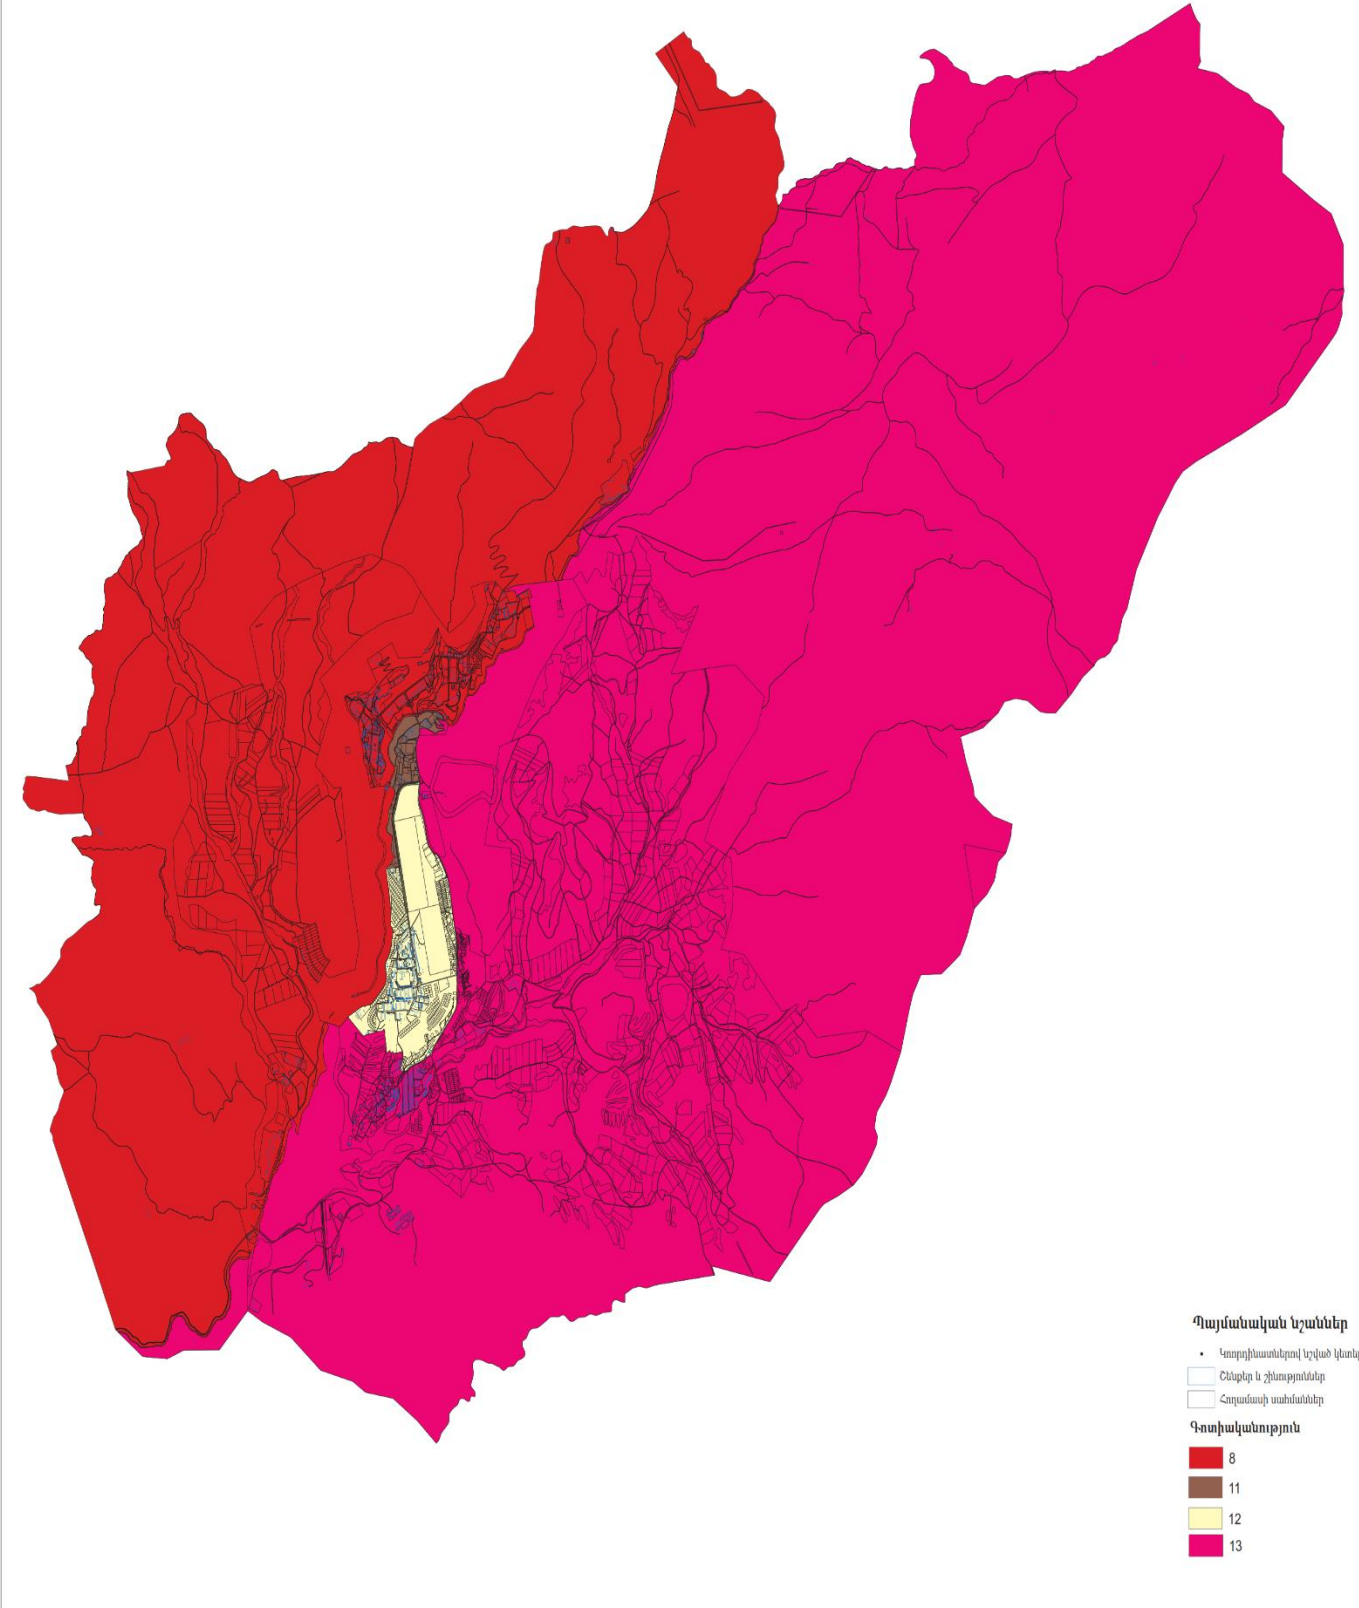 Պայմանական նշաններ
Կոորդինատներով նշված կետեր
Շենքեր և շինություններ
Հողամասի սահմաններ
Գոտիականություն
8
11
12
13